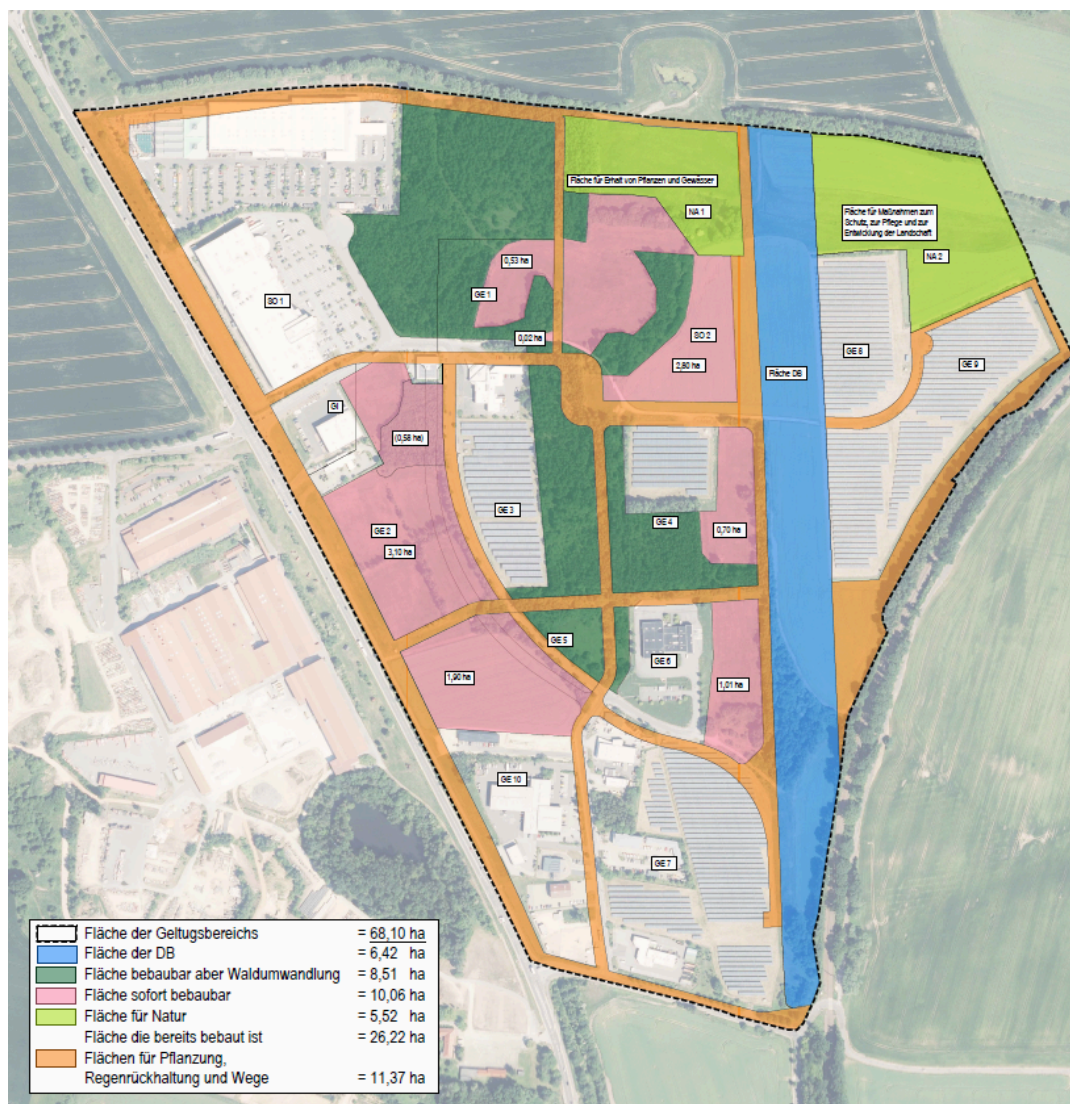 Fläche für Erhalt von Pflanzen und Gewässer
NA 1
Fläche für Maßnahmen zum
Schutz, zur Pflege und zur
Entwicklung der Landschaft
NA 2
0,53 ha
GE 1
SO 1
0,02 ha
SO 2
2,80 ha
GE 8
GE 9
Fläche DB
GI
(0,58 ha)
GE 3
GE 4
0,70 ha
GE 2
3,10 ha
GE 5
GE 6
1,90 ha
1,01 ha
GE 10
GE 7
Fläche der Geltugsbereichs = 68,10 ha
Fläche der DB = 6,42 ha
Fläche bebaubar aber Waldumwandlung = 8,51 ha
Fläche sofort bebaubar = 10,06 ha
Fläche für Natur = 5,52 ha
Fläche die bereits bebaut ist = 26,22 ha
Flächen für Pflanzung,
Regenrückhaltung und Wege = 11,37 ha